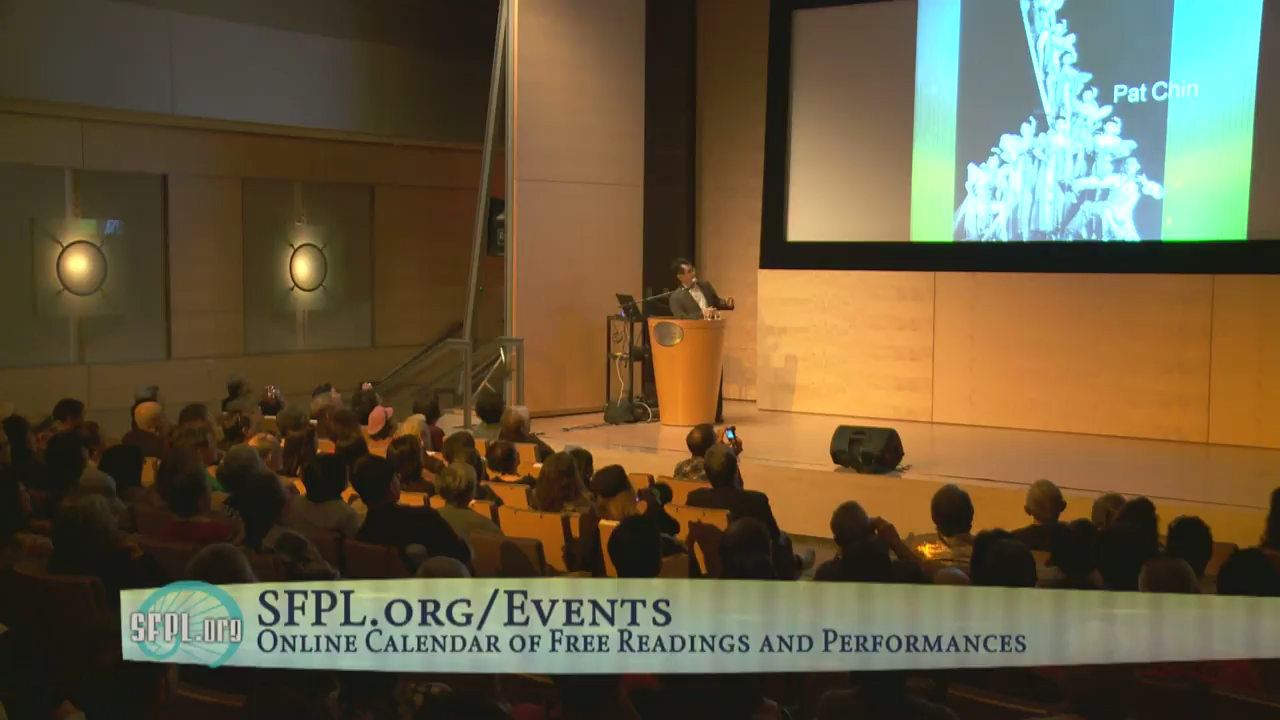 Pat Chin
SFPL.org
SFPL.org/Events
Online Calendar of Free Readings and Performances